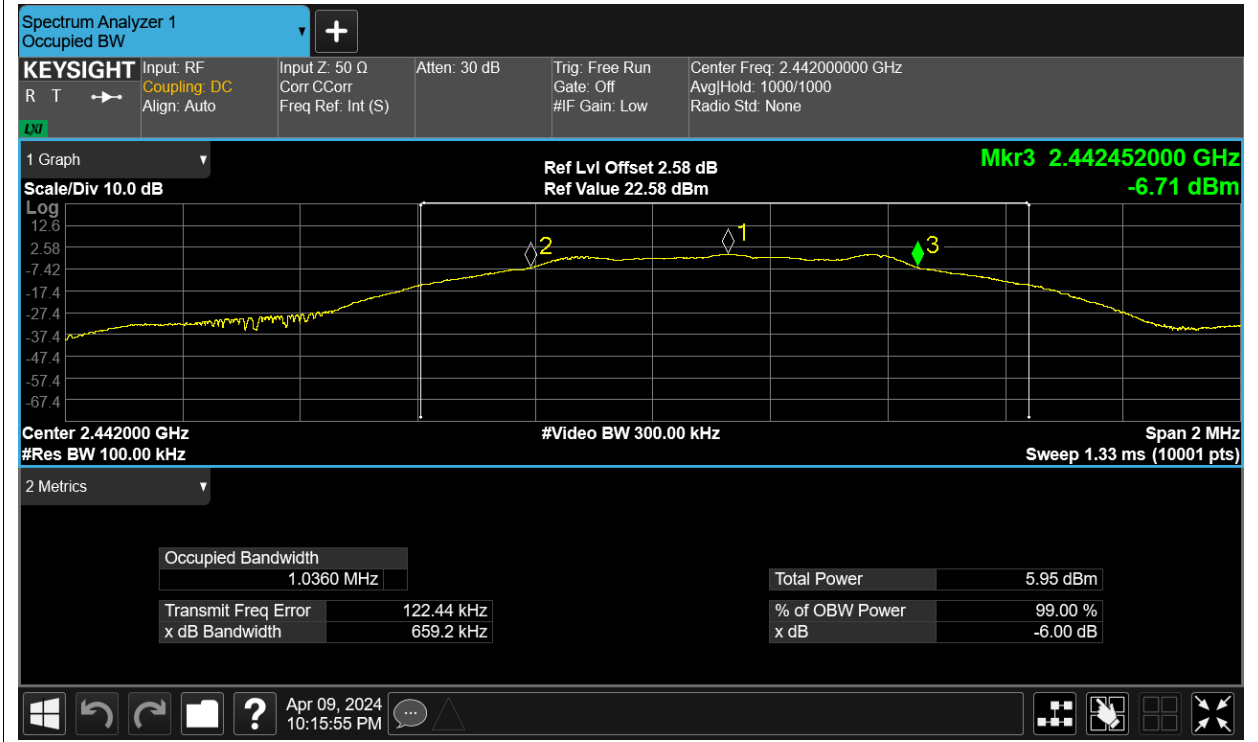 Spectrum Analyzer 1
Occupied BW
KEYSIGHT
R T
LXI
Input: RF
Coupling: DC
Align: Auto
Input Z: 50 Ω
Corr CCorr
Freq Ref: Int (S)
Atten: 30 dB
Trig: Free Run
Gate: Off
#IF Gain: Low
Center Freq: 2.442000000 GHz
Avg|Hold: 1000/1000
Radio Std: None
1 Graph
Scale/Div 10.0 dB
Ref Lvl Offset 2.58 dB
Ref Value 22.58 dBm
Mkr3 2.442452000 GHz
-6.71 dBm
Log
12.6
2.58
-7.42
-17.4
-27.4
-37.4
-47.4
-57.4
-67.4
2
1
3
Center 2.442000 GHz
#Res BW 100.00 kHz
#Video BW 300.00 kHz
Span 2 MHz
Sweep 1.33 ms (10001 pts)
2 Metrics
Occupied Bandwidth
1.0360 MHz
Transmit Freq Error 122.44 kHz
x dB Bandwidth 659.2 kHz
Total Power 5.95 dBm
% of OBW Power 99.00 %
x dB -6.00 dB
?
Apr 09, 2024
10:15:55 PM